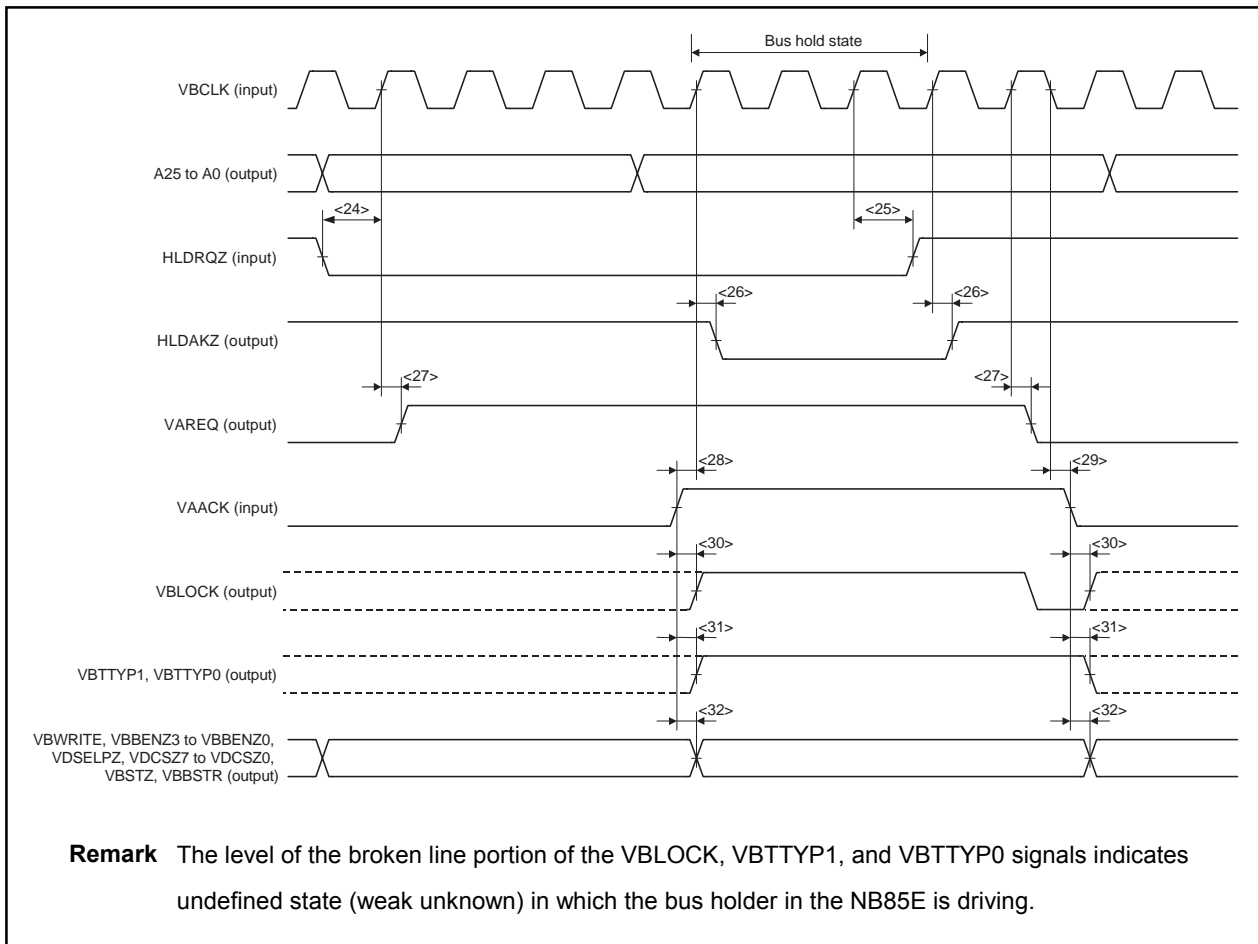 Bus hold state
VBCLK (input)
A25 to A0 (output)
<24>
<25>
HLDRQZ (input)
<26>
<26>
HLDAKZ (output)
<27>
<27>
VAREQ (output)
<28>
<29>
VAACK (input)
<30>
<30>
VBLOCK (output)
<31>
<31>
VBTTYP1, VBTTYP0 (output)
<32>
<32>
VBWRITE, VBBENZ3 to VBBENZ0,
VDSELPZ, VDCSZ7 to VDCSZ0,
VBSTZ, VBBSTR (output)
Remark The level of the broken line portion of the VBLOCK, VBTTYP1, and VBTTYP0 signals indicates
undefined state (weak unknown) in which the bus holder in the NB85E is driving.